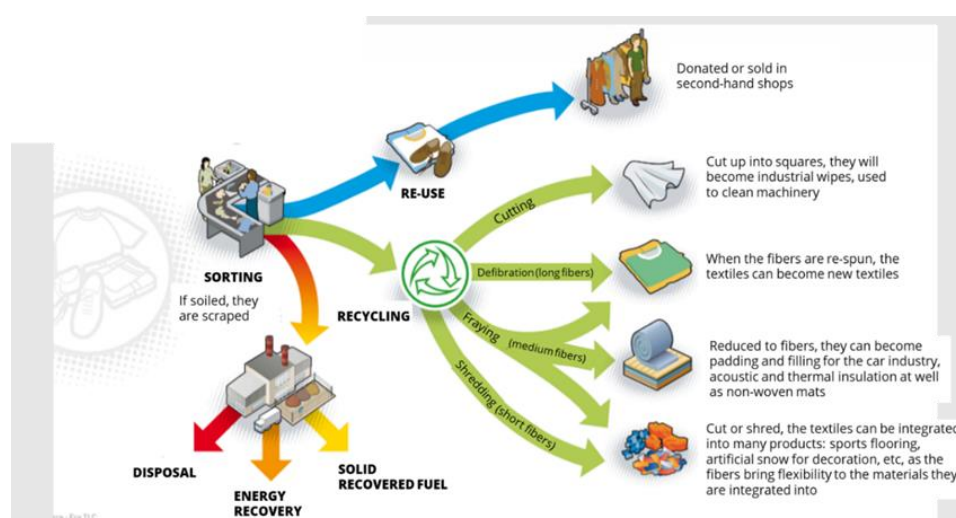 Donated or sold in
second-hand shops
RE-USE
Cutting
Cut up into squares, they will
become industrial wipes, used
to clean machinery
SORTING
If soiled, they
are scraped
RECYCLING
Defibration (long fibers)
When the fibers are re-spun, the
textiles can become new textiles
Fraying (medium fibers)
Reduced to fibers, they can become
padding and filling for the car industry,
acoustic and thermal insulation at well
as non-woven mats
Shredding (short fibers)
Cut or shred, the textiles can be integrated
into many products: sports flooring,
artificial snow for decoration, etc, as the
fibers bring flexibility to the materials they
are integrated into
DISPOSAL
ENERGY
RECOVERY
SOLID
RECOVERED FUEL